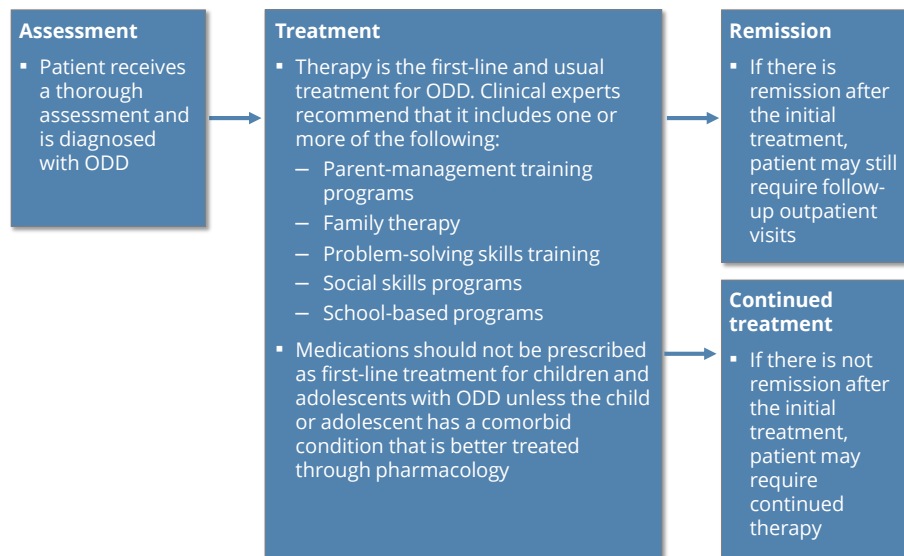 Assessment
▪ Patient receives
a thorough
assessment and
is diagnosed
with ODD
Treatment
▪ Therapy is the first-line and usual
treatment for ODD. Clinical experts
recommend that it includes one or
more of the following:
– Parent-management training
programs
– Family therapy
– Problem-solving skills training
– Social skills programs
– School-based programs
▪ Medications should not be prescribed
as first-line treatment for children and
adolescents with ODD unless the child
or adolescent has a comorbid
condition that is better treated
through pharmacology
Remission
▪ If there is
remission after
the initial
treatment,
patient may still
require follow-
up outpatient
visits
Continued
treatment
▪ If there is not
remission after
the initial
treatment,
patient may
require
continued
therapy